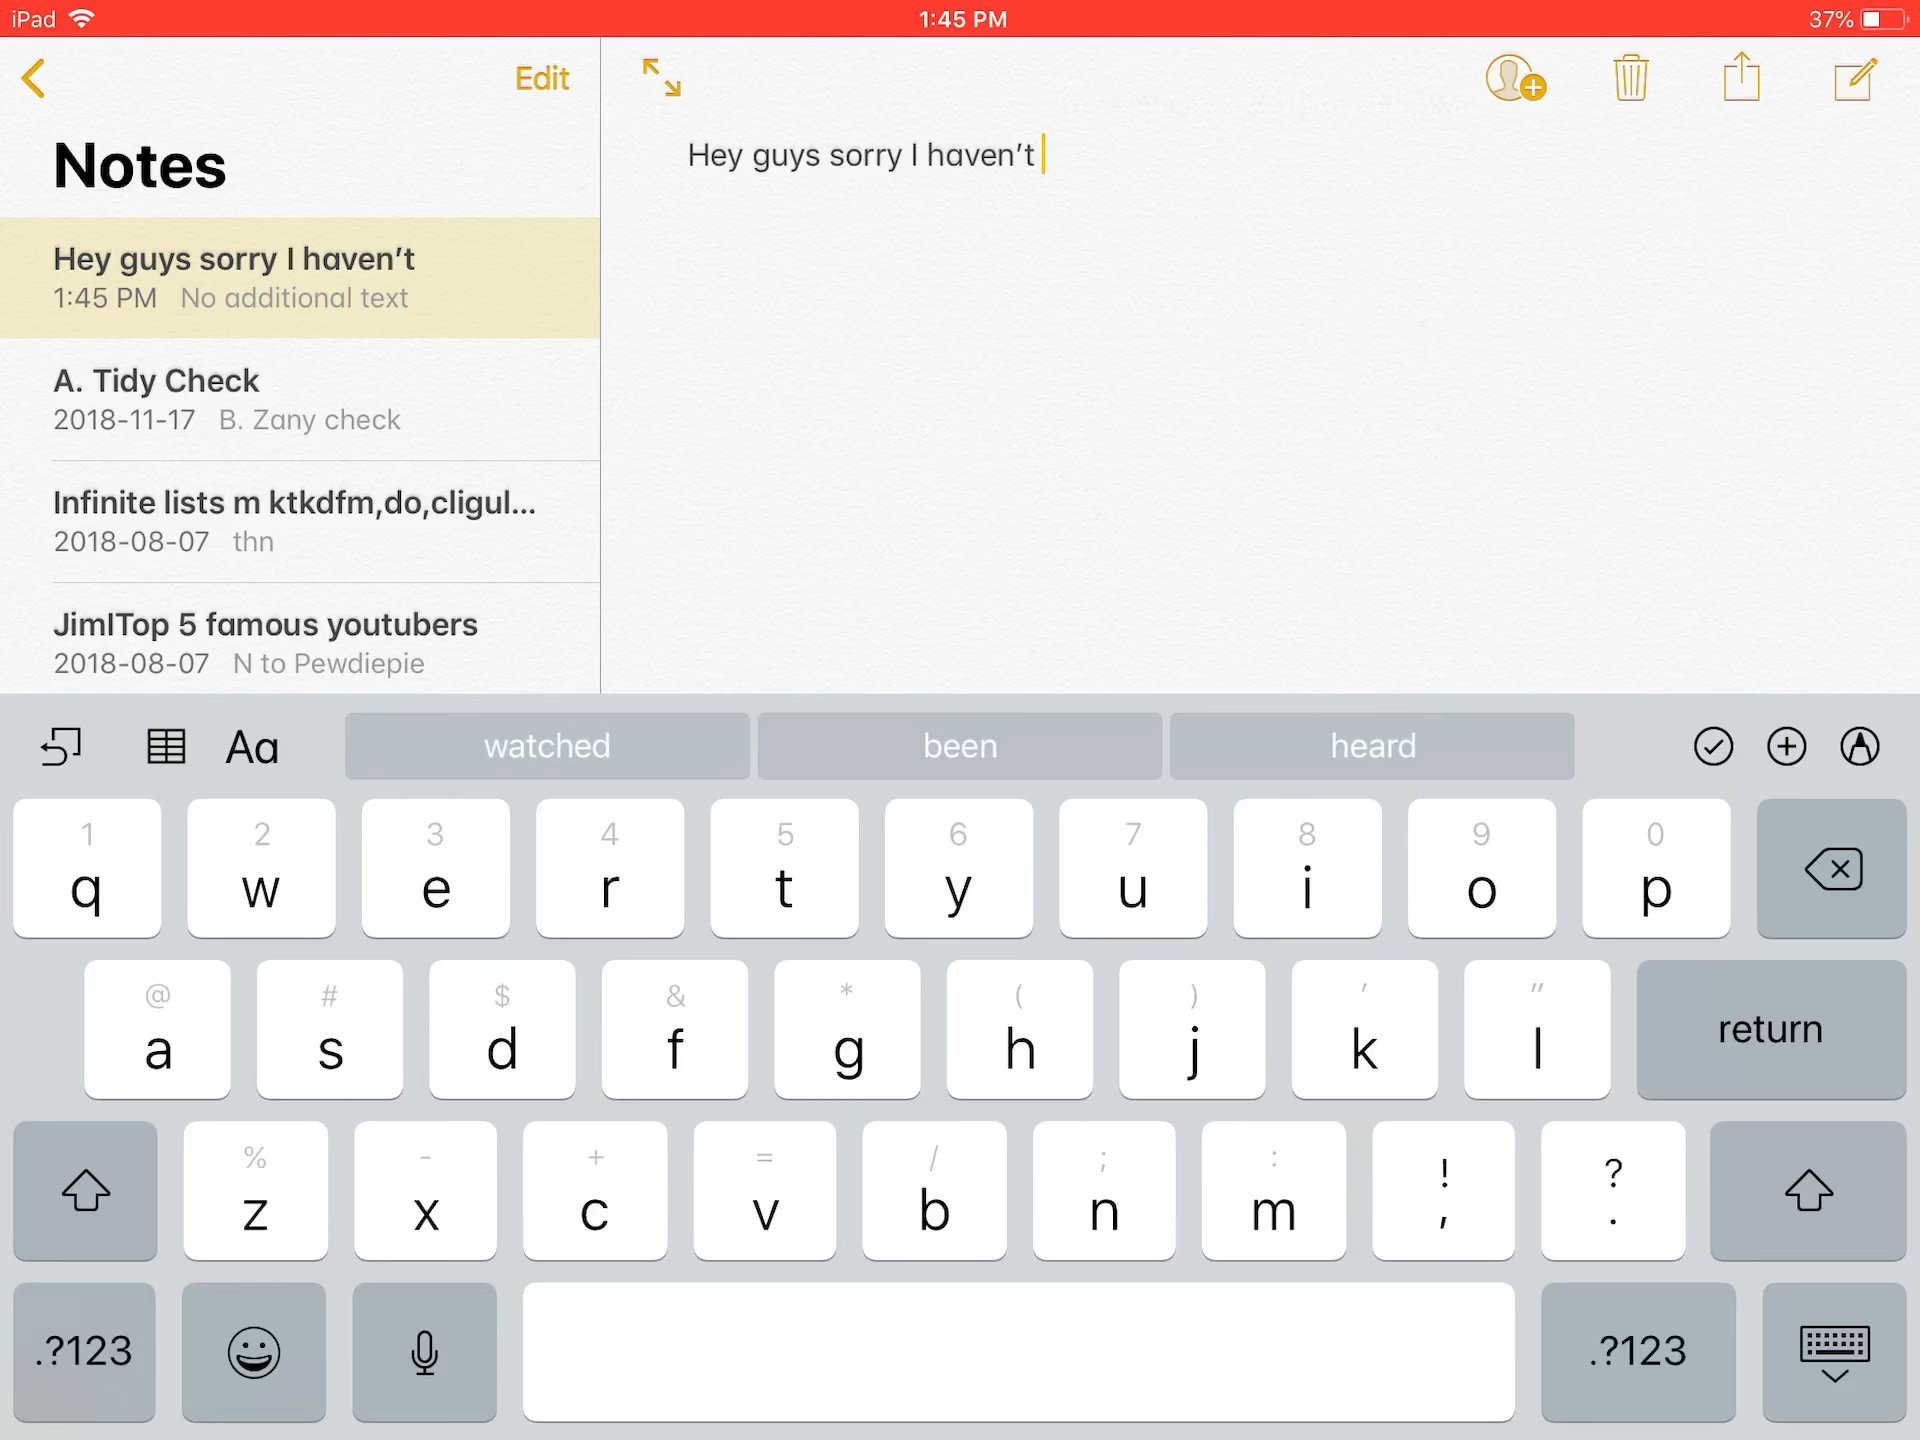 iPad 1:45 PM 37%
Edit
Notes
Hey guys sorry I haven’t
1:45 PM No additional text
A. Tidy Check
2018-11-17 B. Zany check
Infinite lists m ktkdfm,do,cligul...
2018-08-07 thn
JimITop 5 famous youtubers
2018-08-07 N to Pewdiepie
Hey guys sorry I haven’t
Aa watched been heard
1 2 3 4 5 6 7 8 9 0
q w e r t y u i o p
@ # $ & * ( ) ' "
a s d f g h j k l return
% - + = / ; : ! ?
z x c v b n m , .
.?123 .?123